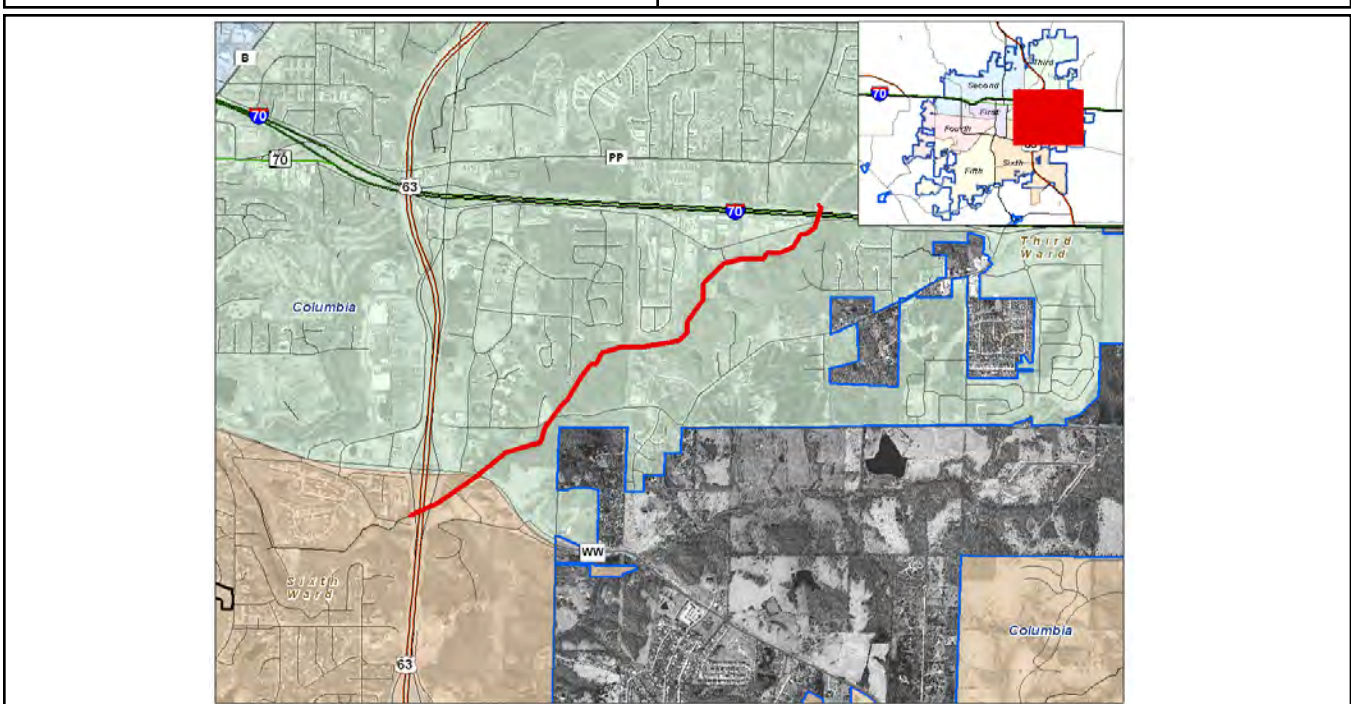 B
70
70
63
PP
70
Columbia
Third
Ward
Sixth
Ward
WW
63
Columbia
70
Third
Second
First
Fourth
Sixth
Fifth